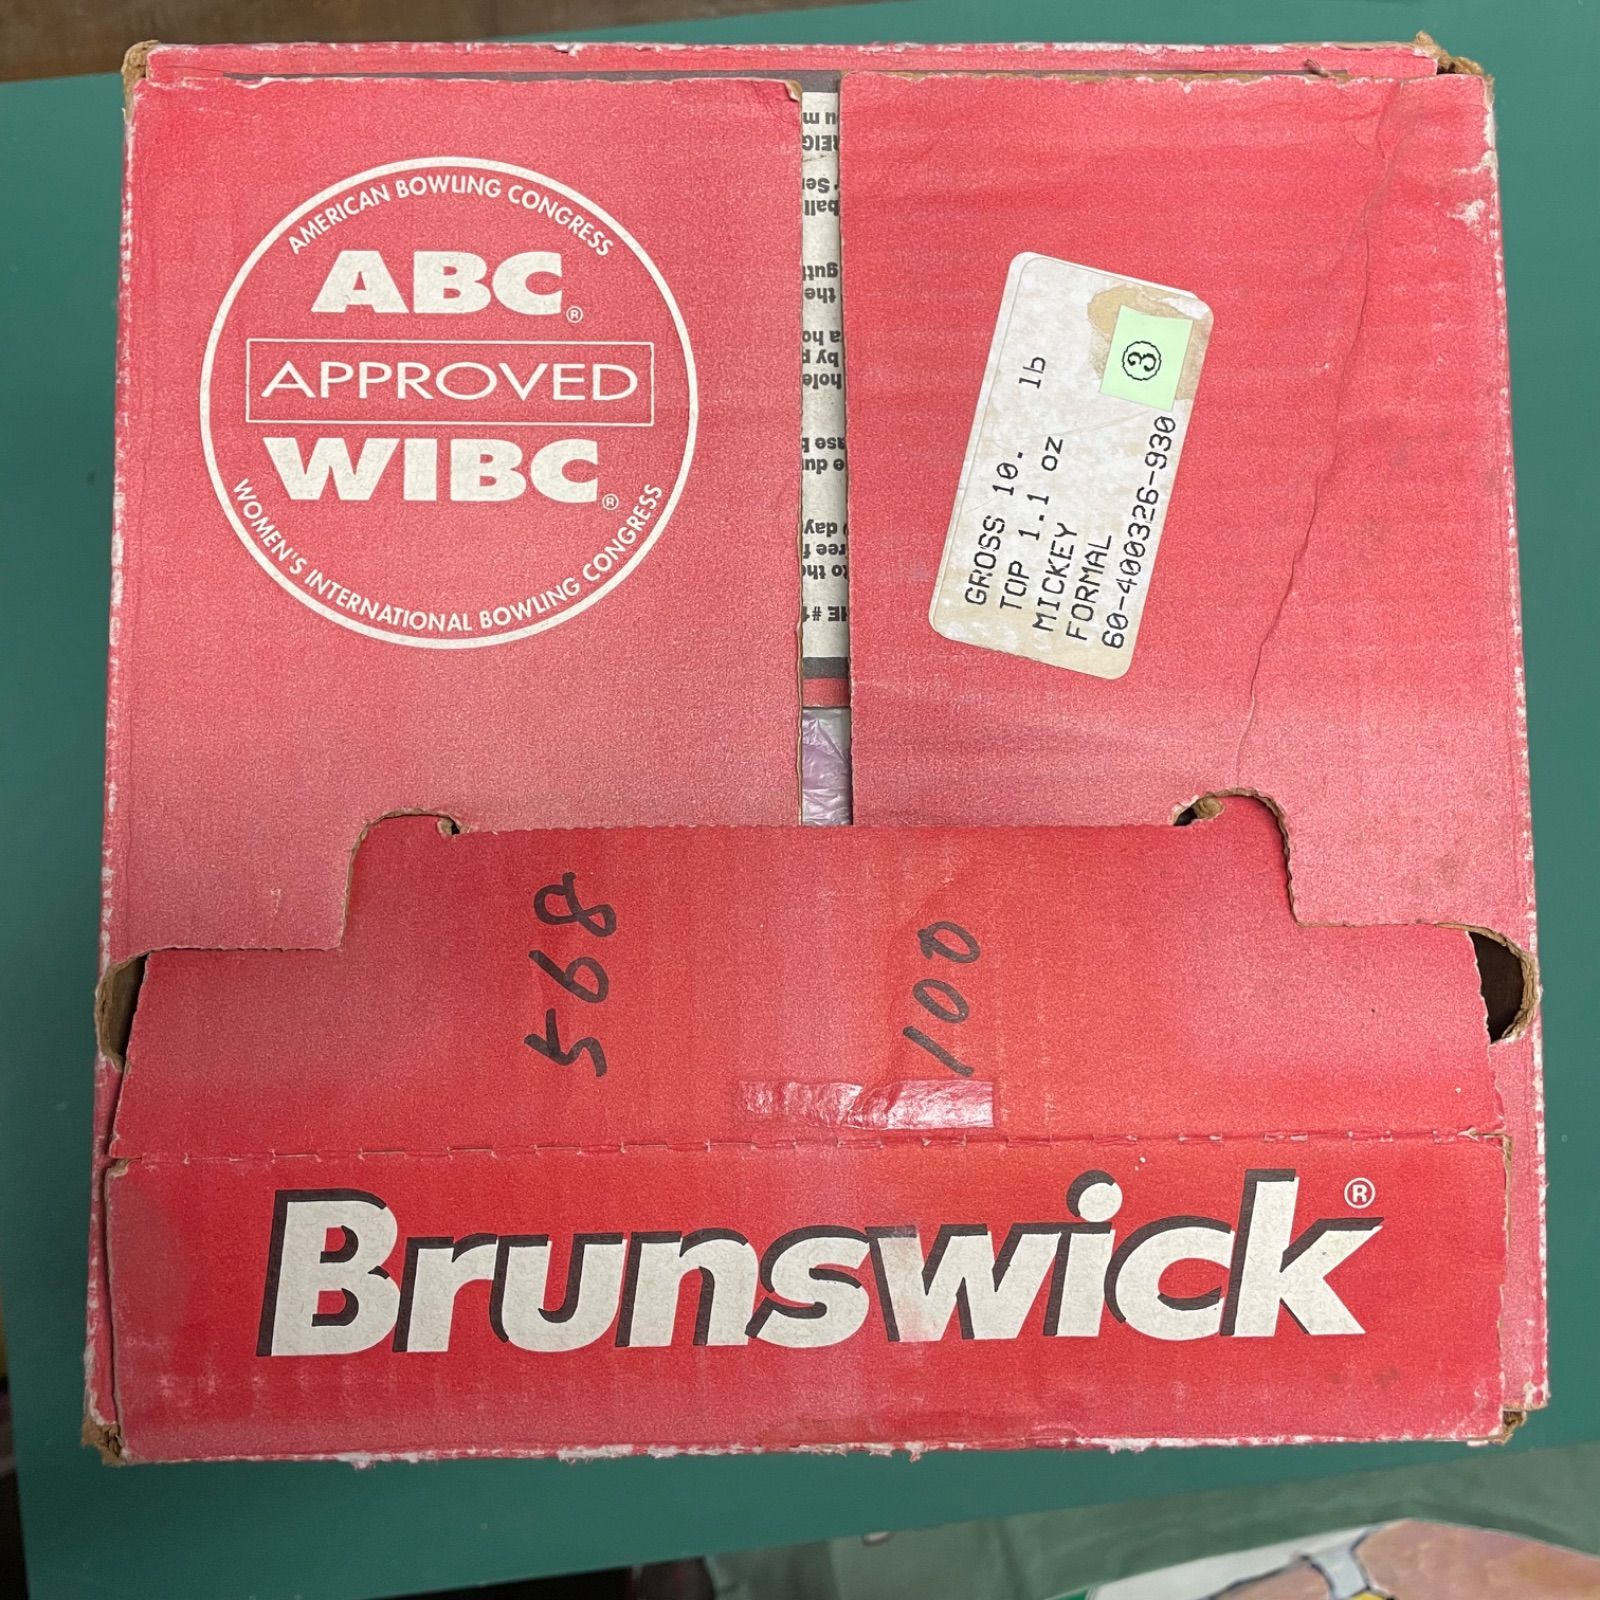 AMERICAN BOWLING CONGRESS
ABC®
APPROVED
WIBC®
WOMEN'S INTERNATIONAL BOWLING CONGRESS
GROSS 10. lb
TOP 1.1 oz
MICKEY
FORMAL
60-400326-930
3
568
100
Brunswick®